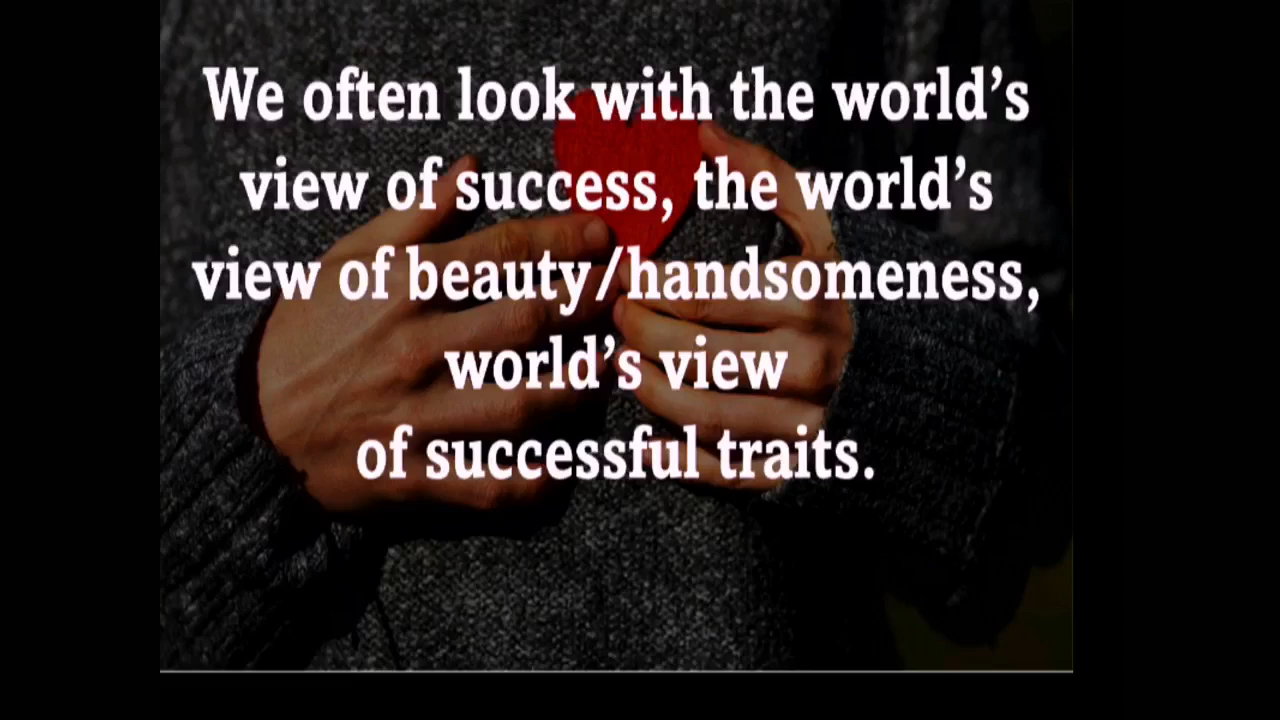 We often look with the world’s
view of success, the world’s
view of beauty/handsomeness,
world’s view
of successful traits.